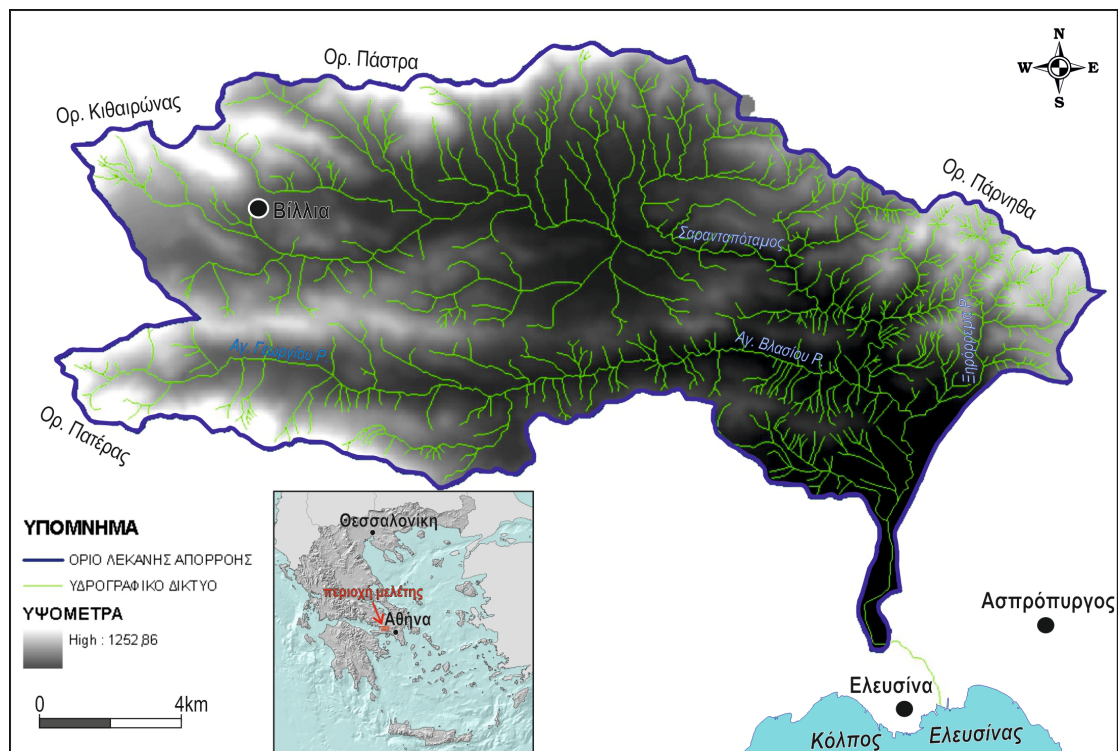 Ορ. Πάστρα
N
W E
S
Ορ. Κιθαιρώνας
Ορ. Πάρνηθα
Βίλλια
Σαρανταπόταμος
Ξηρορρέματα
Αγ. Γεωργίου Ρ.
Αγ. Βλασίου Ρ.
Ορ. Πατέρας
ΥΠΟΜΝΗΜΑ
ΟΡΙΟ ΛΕΚΑΝΗΣ ΑΠΟΡΡΟΗΣ
ΥΔΡΟΓΡΑΦΙΚΟ ΔΙΚΤΥΟ
ΥΨΟΜΕΤΡΑ
High : 1252,86
0 4km
Θεσσαλονίκη
περιοχή μελέτης
Αθήνα
Ασπρόπυργος
Ελευσίνα
Κόλπος Ελευσίνας